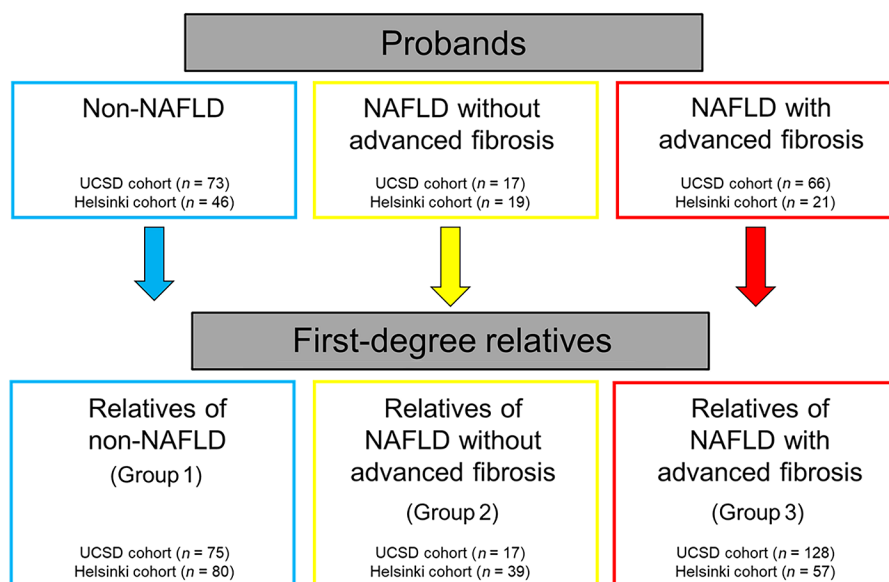 Probands
Non-NAFLD
UCSD cohort (n = 73)
Helsinki cohort (n = 46)
NAFLD without
advanced fibrosis
UCSD cohort (n = 17)
Helsinki cohort (n = 19)
NAFLD with
advanced fibrosis
UCSD cohort (n = 66)
Helsinki cohort (n = 21)
First-degree relatives
Relatives of
non-NAFLD
(Group 1)
UCSD cohort (n = 75)
Helsinki cohort (n = 80)
Relatives of
NAFLD without
advanced fibrosis
(Group 2)
UCSD cohort (n = 17)
Helsinki cohort (n = 39)
Relatives of
NAFLD with
advanced fibrosis
(Group 3)
UCSD cohort (n = 128)
Helsinki cohort (n = 57)